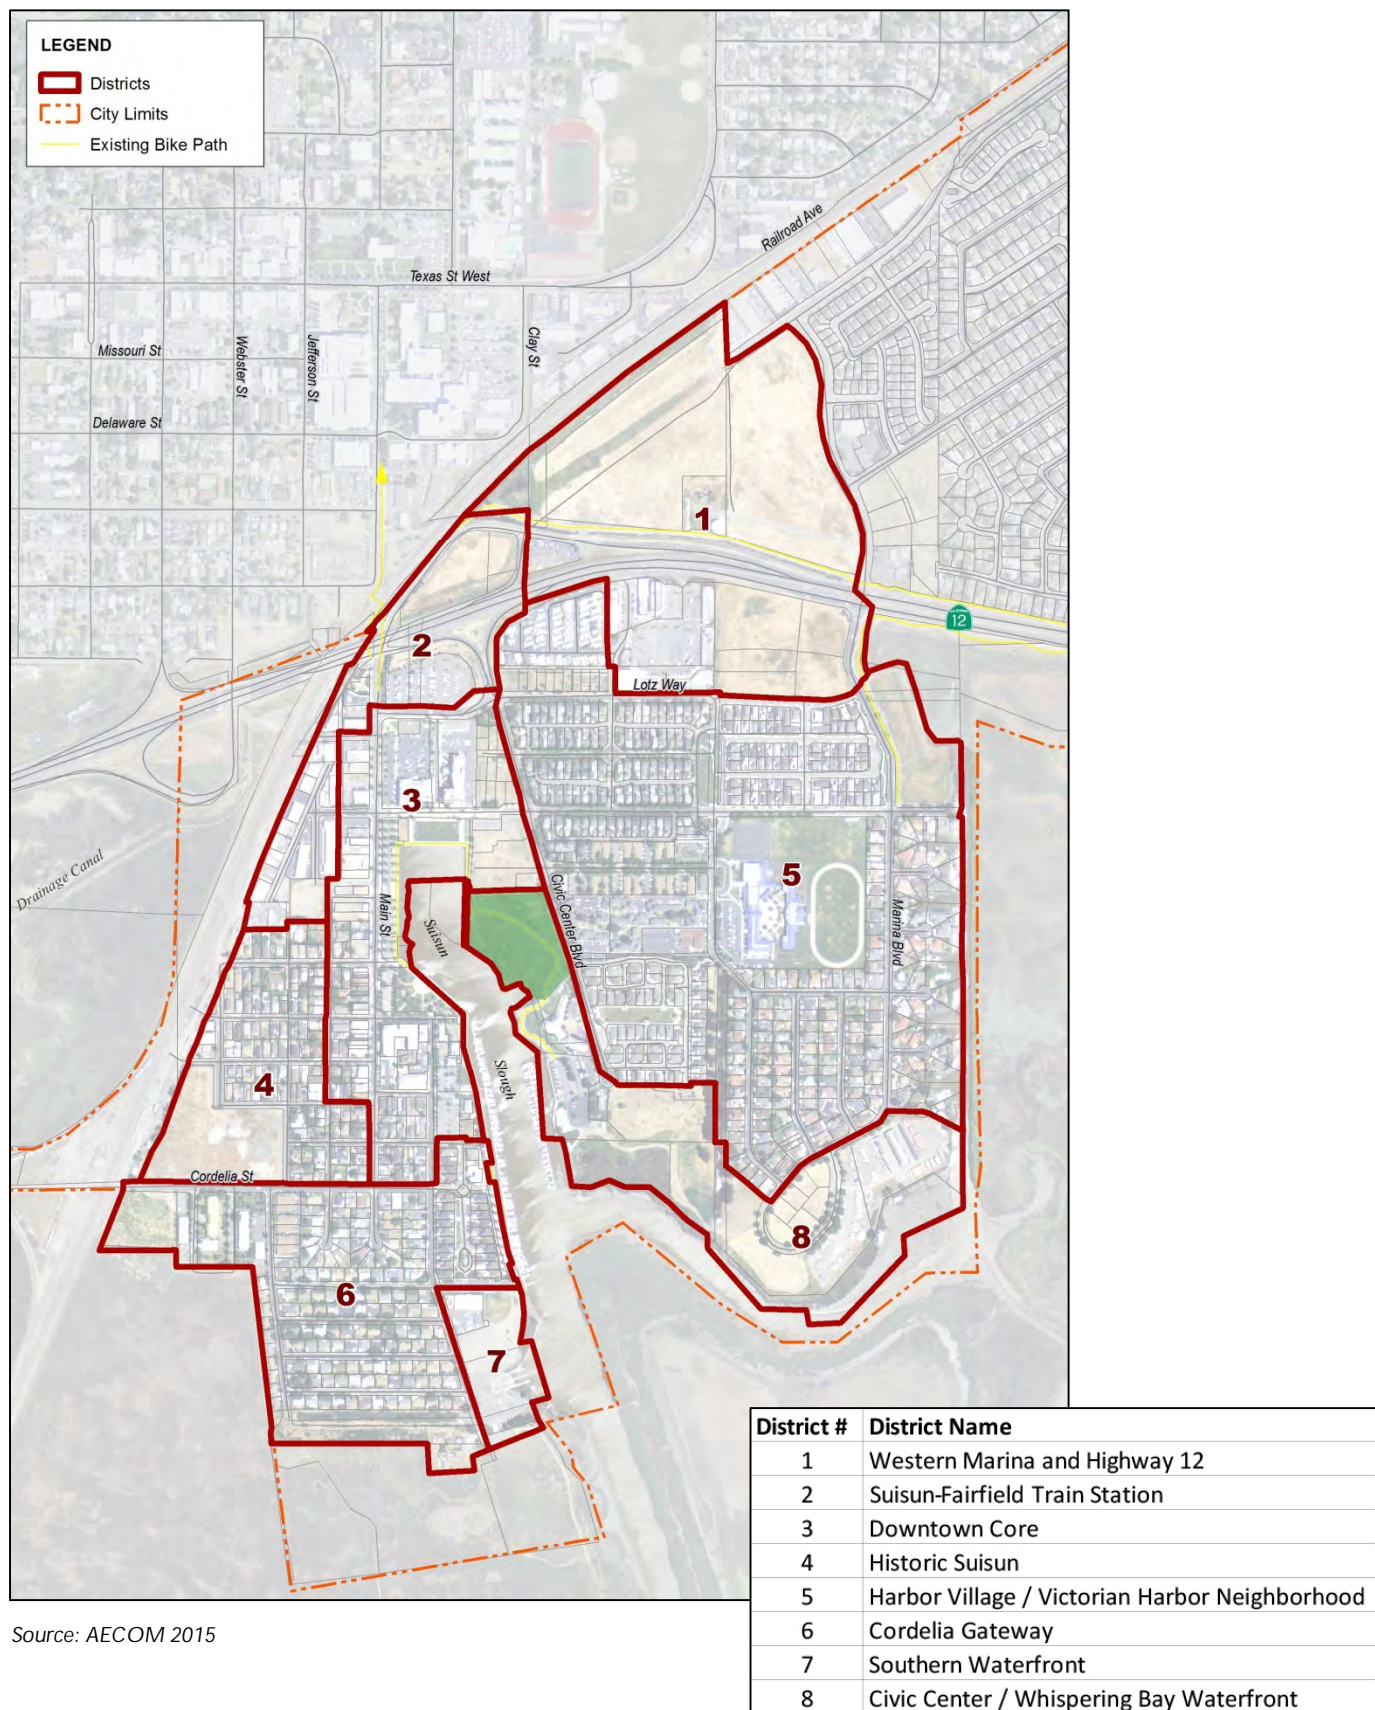 LEGEND
Districts
City Limits
Existing Bike Path
Railroad Ave
Texas St West
Clay St
Jefferson St
Webster St
Missouri St
Delaware St
1
12
2
Lotz Way
3
Drainage Canal
Main St
Suisun
Civic Center Blvd
5
Marina Blvd
4
Slough
Cordelia St
8
6
7
District # District Name
1 Western Marina and Highway 12
2 Suisun-Fairfield Train Station
3 Downtown Core
4 Historic Suisun
5 Harbor Village / Victorian Harbor Neighborhood
6 Cordelia Gateway
7 Southern Waterfront
8 Civic Center / Whispering Bay Waterfront
Source: AECOM 2015